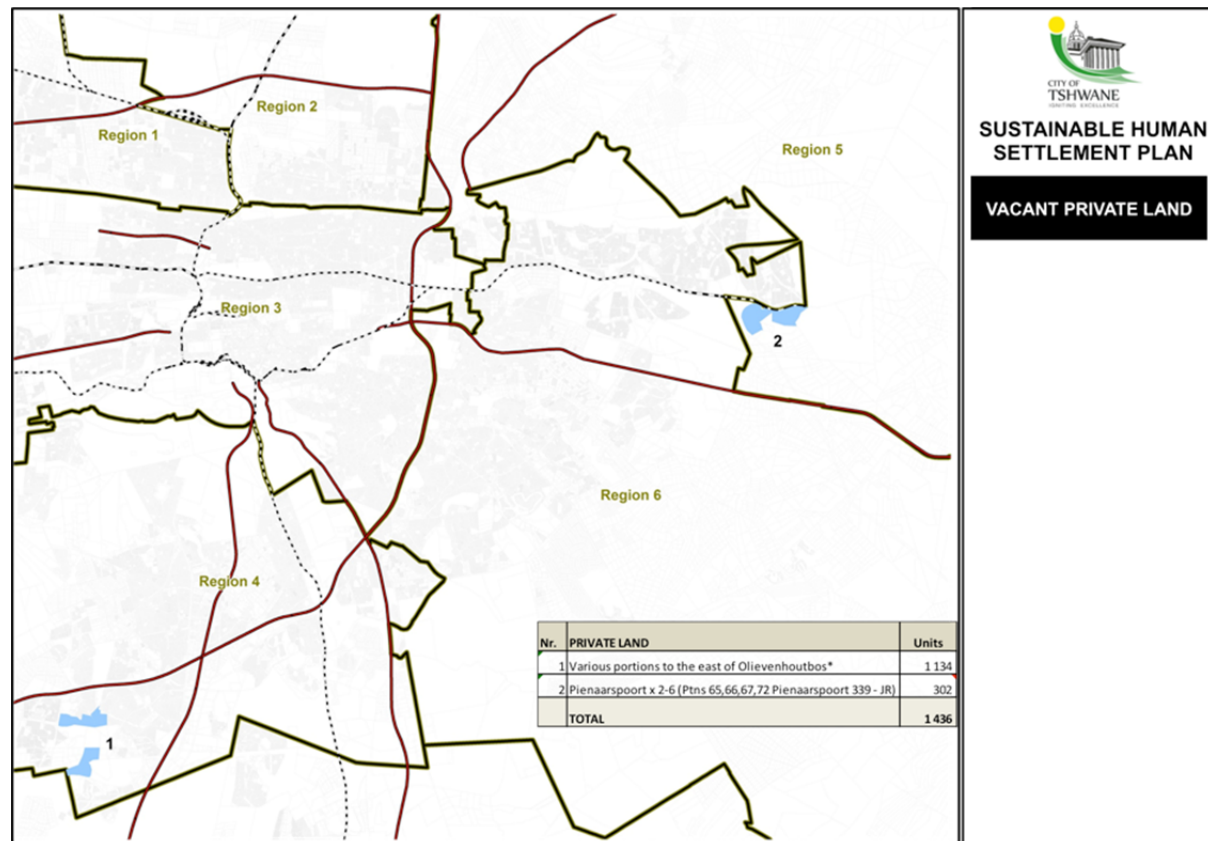 Region 2
Region 1
Region 5
Region 3
2
Region 6
Region 4
1
Nr. PRIVATE LAND Units
1 Various portions to the east of Olievenhoutbos* 1 134
2 Pienaarspoort x 2-6 (Ptns 65,66,67,72 Pienaarspoort 339 - JR) 302
TOTAL 1 436
CITY OF
TSHWANE
IGNITING EXCELLENCE
SUSTAINABLE HUMAN
SETTLEMENT PLAN
VACANT PRIVATE LAND